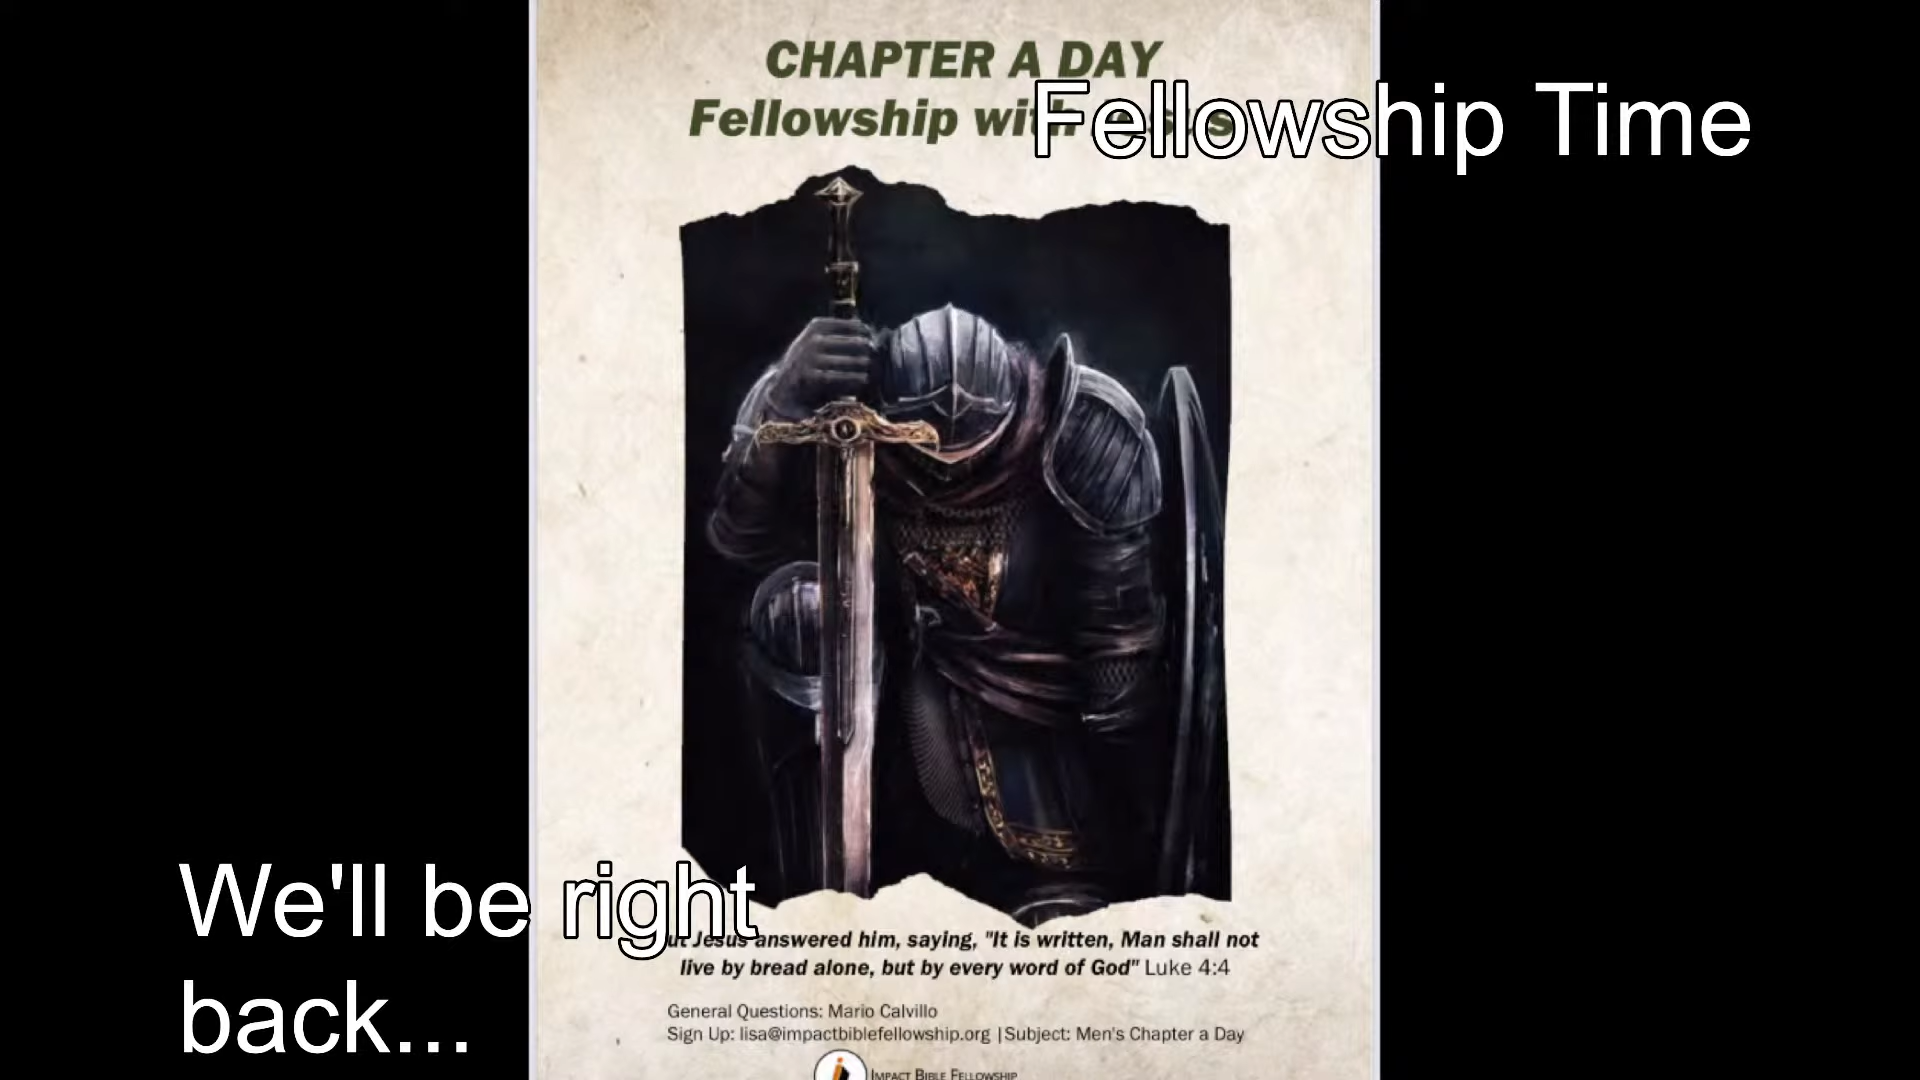 CHAPTER A DAY
Fellowship with
Fellowship Time
We'll be right
back...
Jesus answered him, saying, "It is written, Man shall not
live by bread alone, but by every word of God" Luke 4:4
General Questions: Mario Calvillo
Sign Up: lisa@impactbiblefellowship.org |Subject: Men's Chapter a Day
IMPACT BIBLE FELLOWSHIP